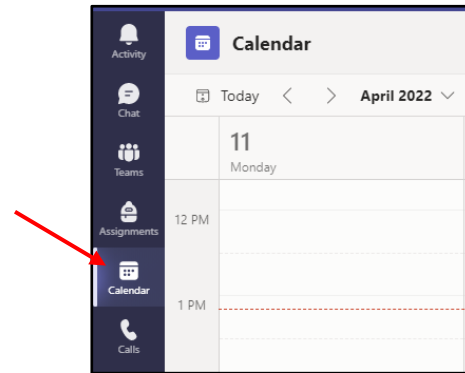 Activity
Chat
Teams
Assignments
Calendar
Calls
Calendar
Today
April 2022
11
Monday
12 PM
1 PM